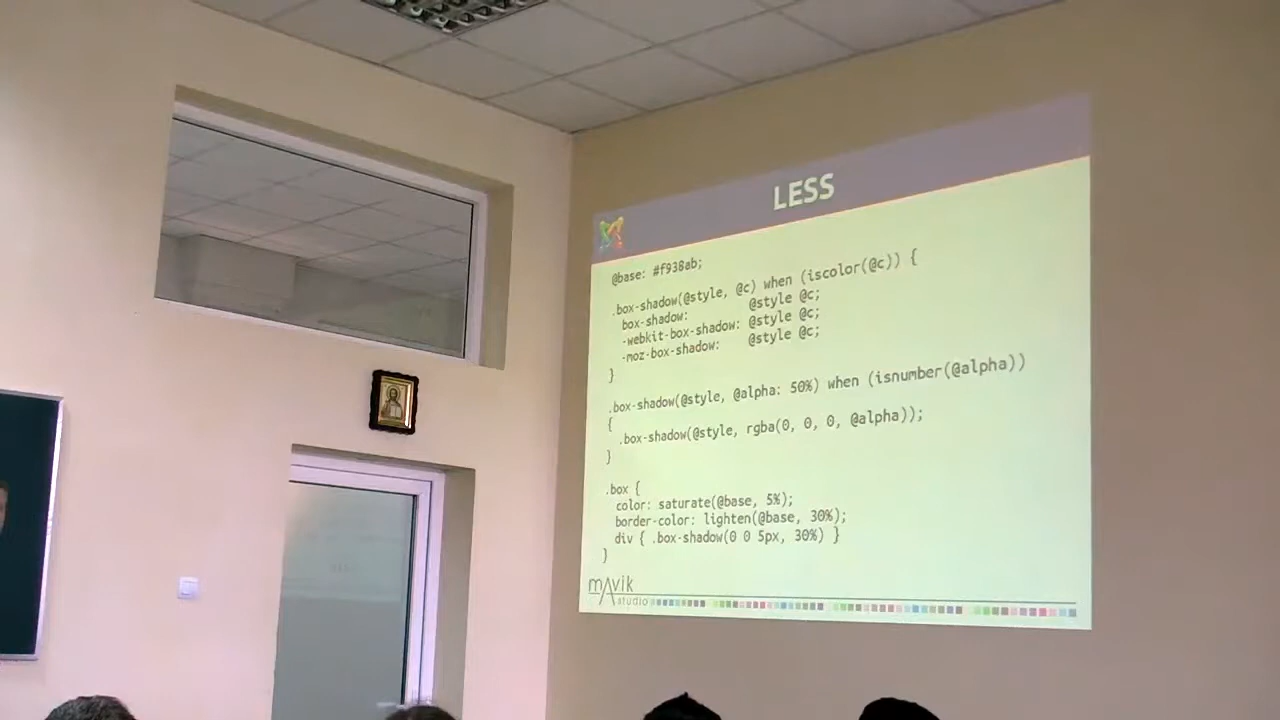 LESS
@base: #f938ab;
.box-shadow(@style, @c) when (iscolor(@c)) {
box-shadow: @style @c;
-webkit-box-shadow: @style @c;
-moz-box-shadow: @style @c;
}
.box-shadow(@style, @alpha: 50%) when (isnumber(@alpha))
{
.box-shadow(@style, rgba(0, 0, 0, @alpha));
}
.box {
color: saturate(@base, 5%);
border-color: lighten(@base, 30%);
div { .box-shadow(0 0 5px, 30%) }
}
mavik
studio